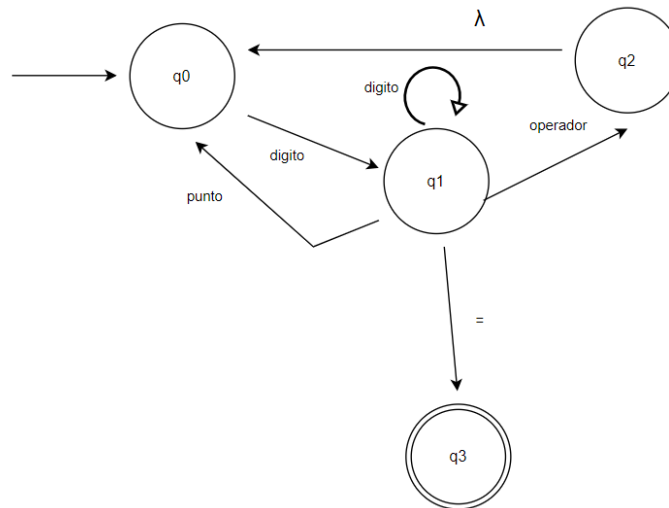 λ
q0
q2
digito
operador
digito
q1
punto
=
q3